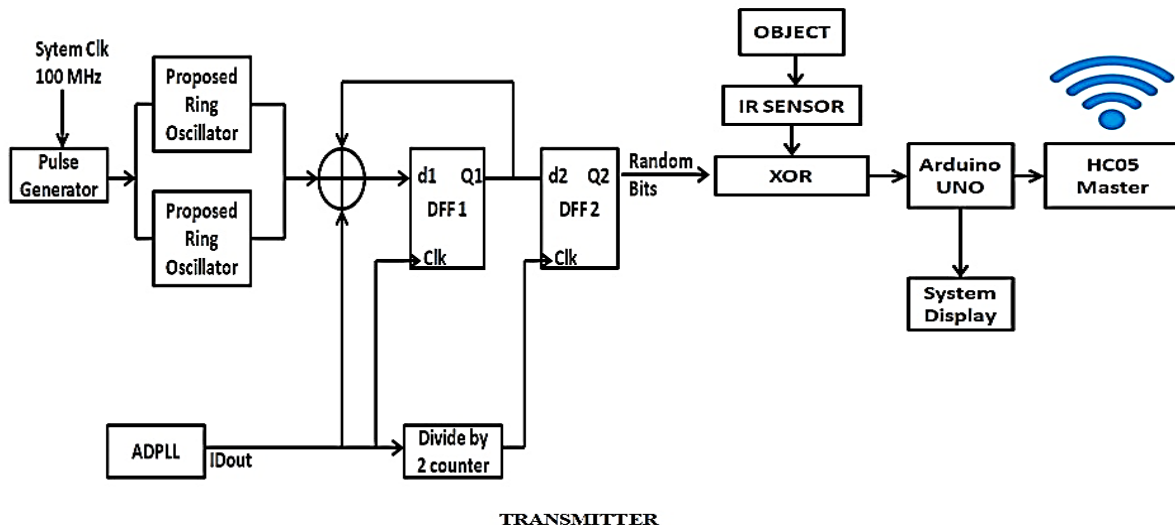 Sytem Clk
100 MHz
Pulse
Generator
Proposed
Ring
Oscillator
Proposed
Ring
Oscillator
d1 Q1
DFF 1
Clk
d2 Q2
DFF 2
Clk
Random
Bits
OBJECT
IR SENSOR
XOR
Arduino
UNO
HC05
Master
System
Display
ADPLL
IDout
Divide by
2 counter
TRANSMITTER